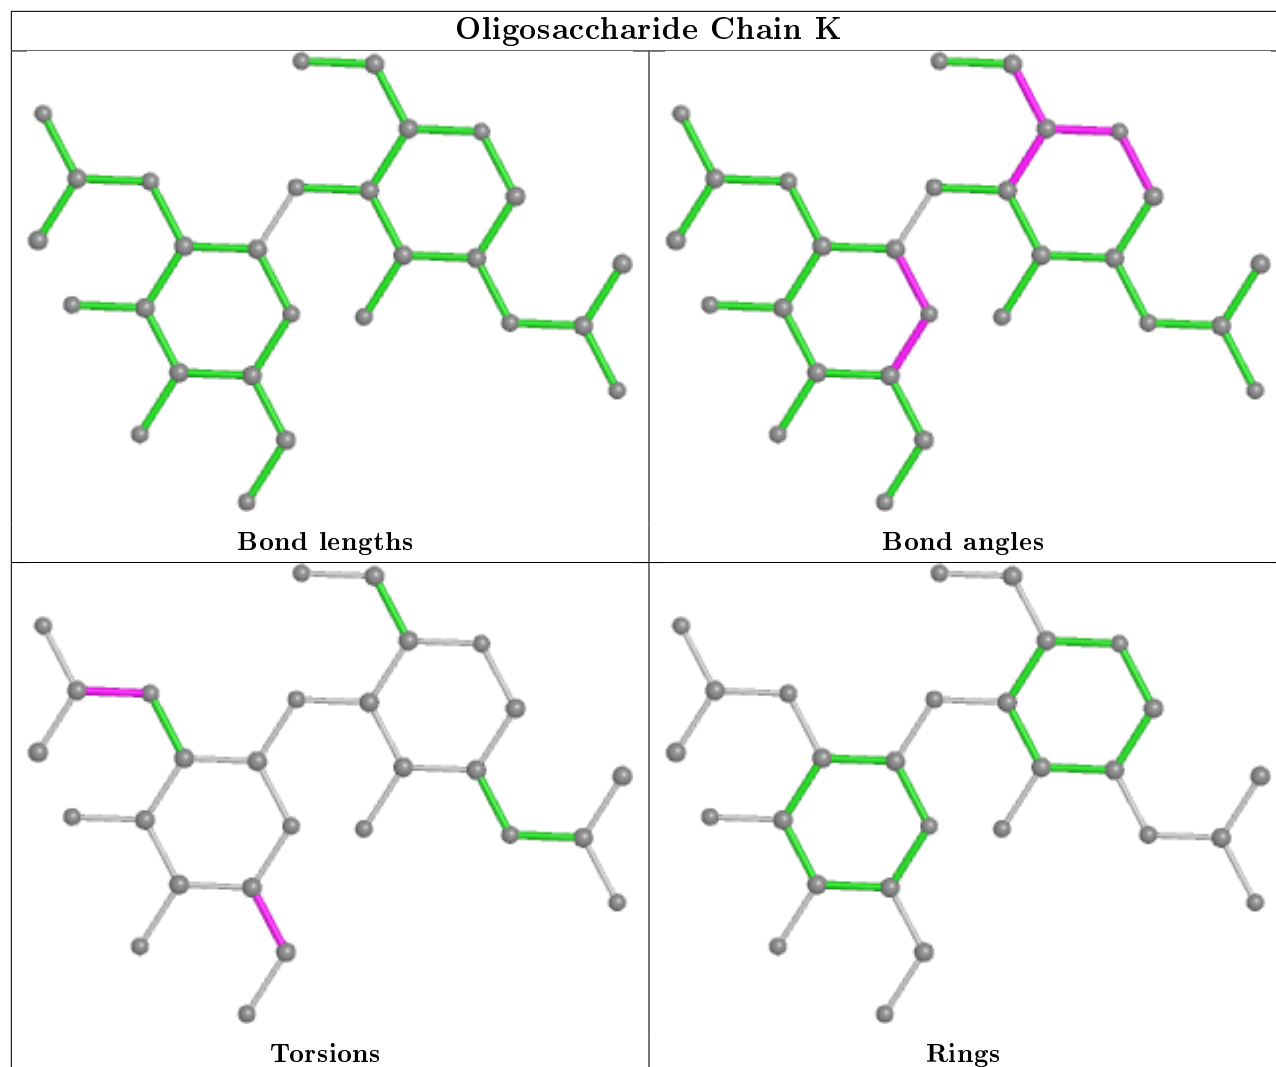 Oligosaccharide Chain K
Bond lengths
Bond angles
Torsions
Rings